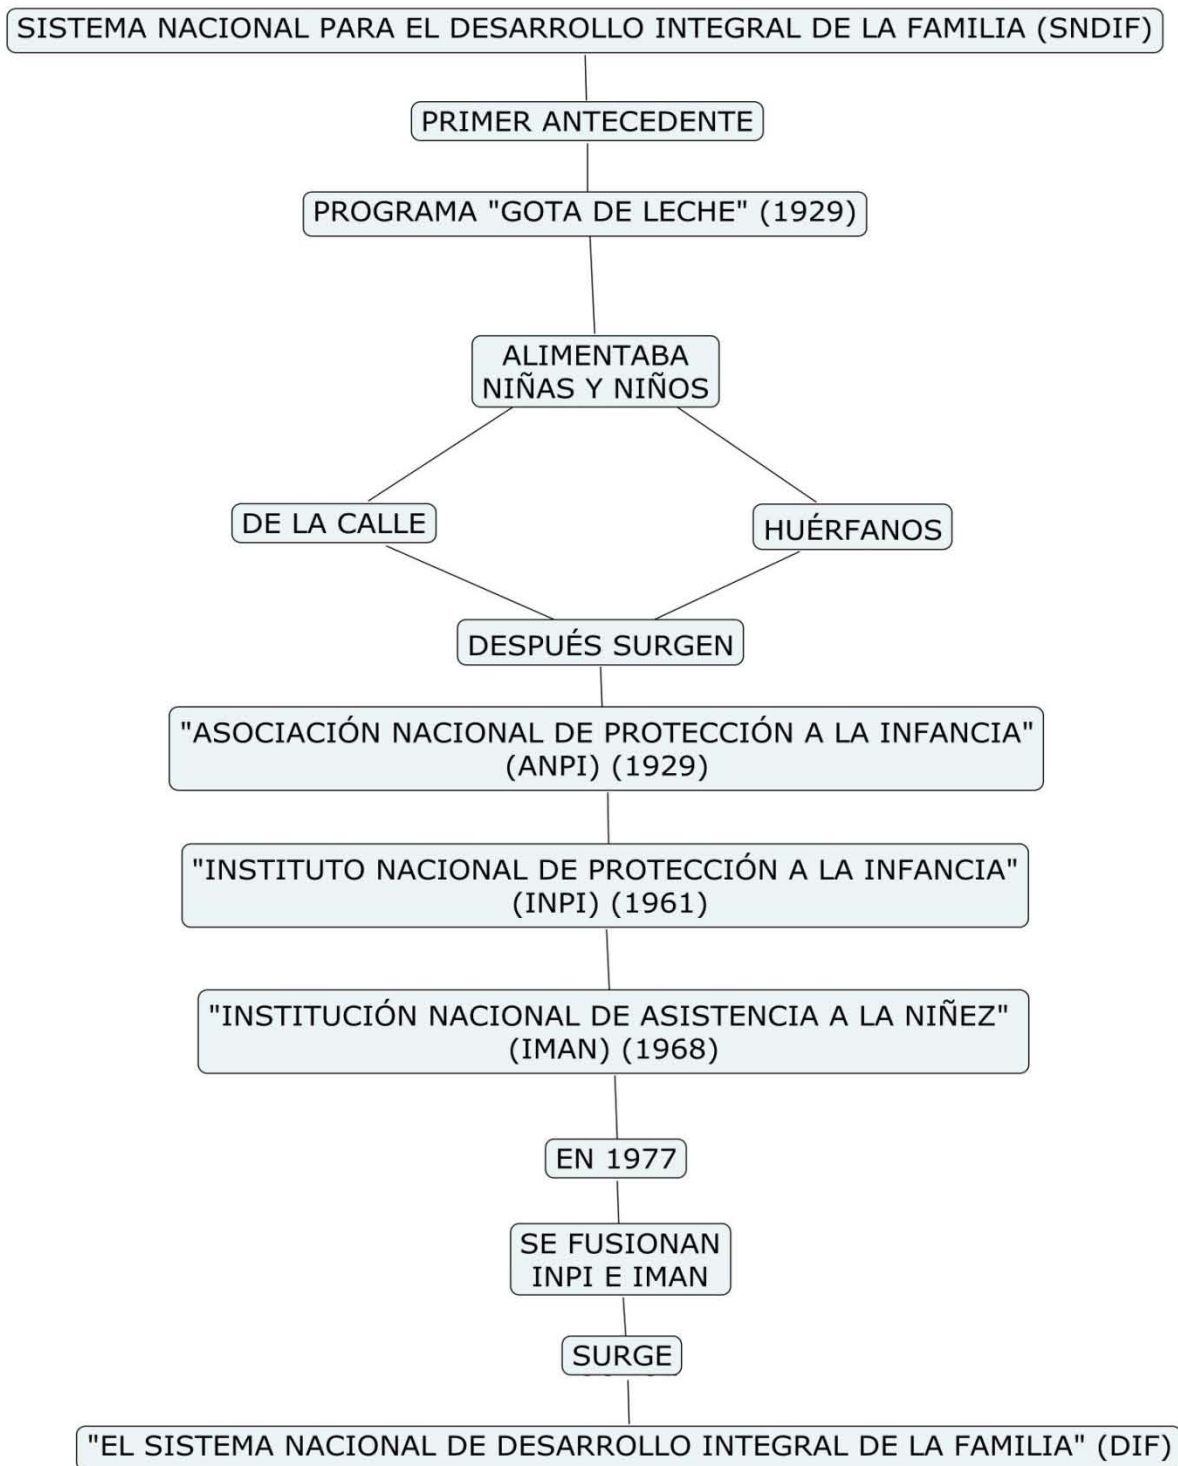 SISTEMA NACIONAL PARA EL DESARROLLO INTEGRAL DE LA FAMILIA (SNDIF)
PRIMER ANTECEDENTE
PROGRAMA "GOTA DE LECHE" (1929)
ALIMENTABA
NIÑAS Y NIÑOS
DE LA CALLE
HUÉRFANOS
DESPUÉS SURGEN
"ASOCIACIÓN NACIONAL DE PROTECCIÓN A LA INFANCIA"
(ANPI) (1929)
"INSTITUTO NACIONAL DE PROTECCIÓN A LA INFANCIA"
(INPI) (1961)
"INSTITUCIÓN NACIONAL DE ASISTENCIA A LA NIÑEZ"
(IMAN) (1968)
EN 1977
SE FUSIONAN
INPI E IMAN
SURGE
"EL SISTEMA NACIONAL DE DESARROLLO INTEGRAL DE LA FAMILIA" (DIF)